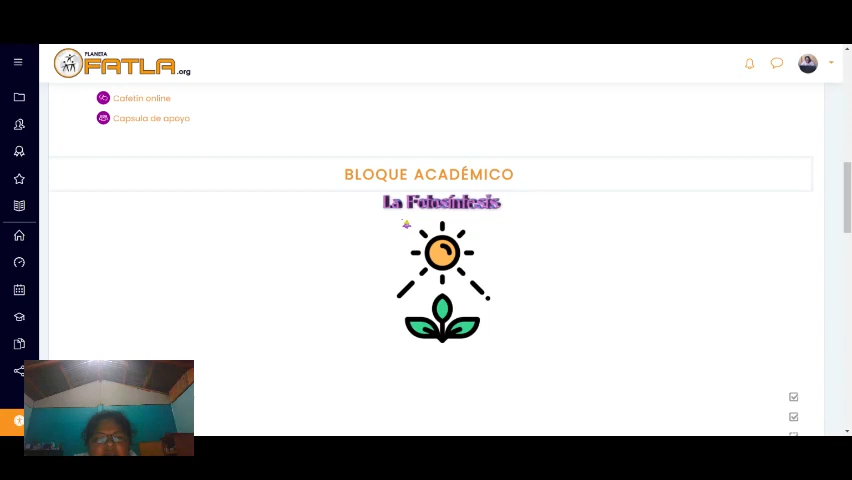 PLANETA
FATLA.org
Cafetín online
Capsula de apoyo
BLOQUE ACADÉMICO
La Fotosíntesis